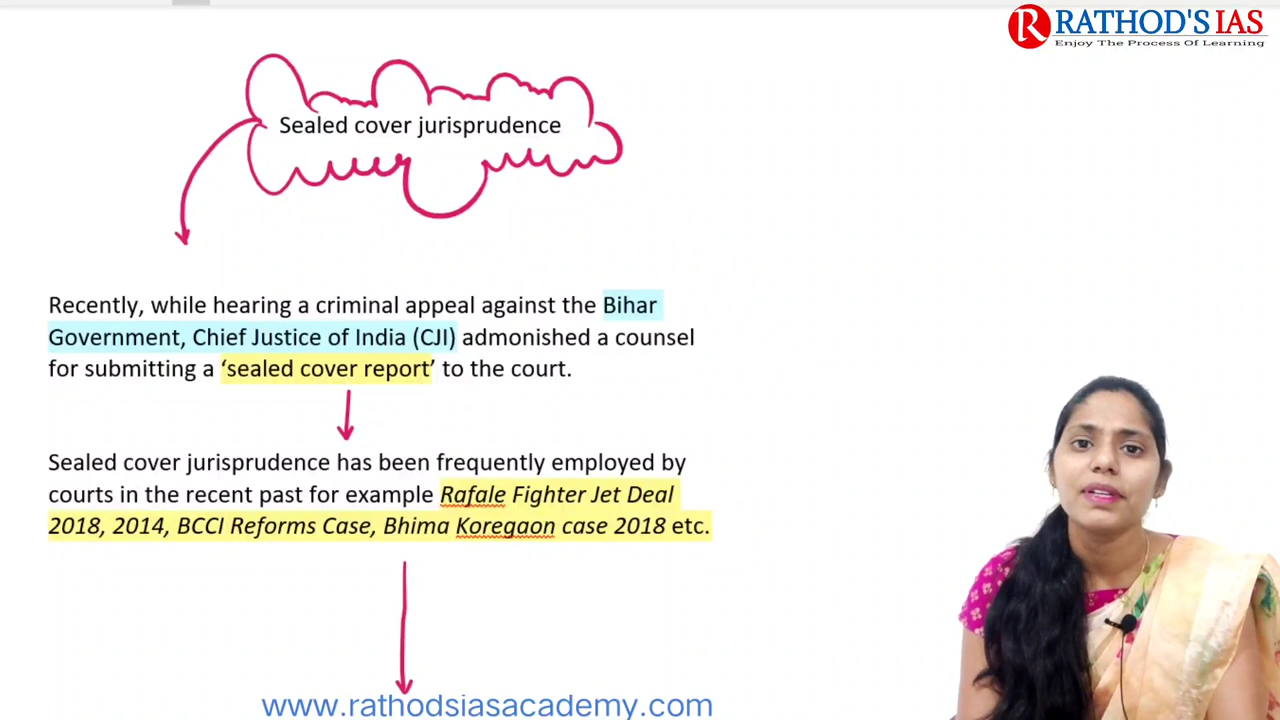 RATHOD'S IAS
Enjoy The Process Of Learning
Sealed cover jurisprudence
Recently, while hearing a criminal appeal against the Bihar
Government, Chief Justice of India (CJI) admonished a counsel
for submitting a ‘sealed cover report’ to the court.
Sealed cover jurisprudence has been frequently employed by
courts in the recent past for example Rafale Fighter Jet Deal
2018, 2014, BCCI Reforms Case, Bhima Koregaon case 2018 etc.
www.rathodsiasacademy.com